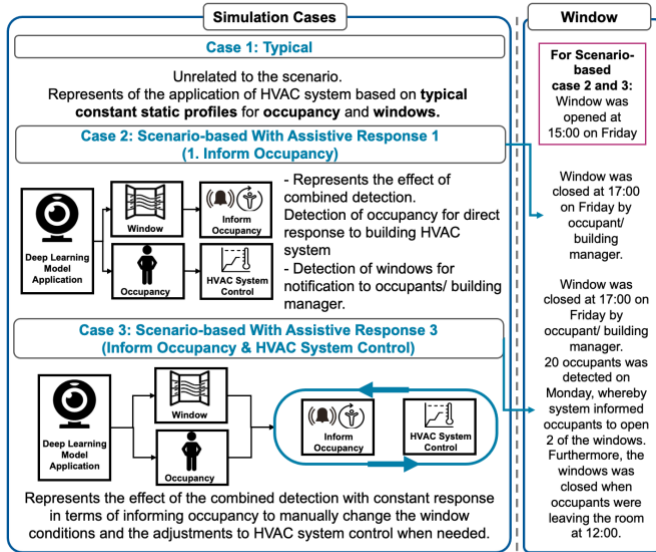 Simulation Cases
Case 1: Typical
Unrelated to the scenario.
Represents of the application of HVAC system based on typical
constant static profiles for occupancy and windows.
Case 2: Scenario-based With Assistive Response 1
(1. Inform Occupancy)
Deep Learning
Model
Application
Window
Inform
Occupancy
Occupancy
HVAC System
Control
- Represents the effect of
combined detection.
Detection of occupancy for direct
response to building HVAC
system
- Detection of windows for
notification to occupants/ building
manager.
Case 3: Scenario-based With Assistive Response 3
(Inform Occupancy & HVAC System Control)
Deep Learning
Model
Application
Window
Occupancy
Inform
Occupancy
HVAC System
Control
Represents the effect of the combined detection with constant response
in terms of informing occupancy to manually change the window
conditions and the adjustments to HVAC system control when needed.
Window
For Scenario-
based
case 2 and 3:
Window was
opened at
15:00 on Friday
Window was
closed at 17:00
on Friday by
occupant/
building
manager.
Window was
closed at 17:00 on
Friday by
occupant/ building
manager.
20 occupants was
detected on
Monday, whereby
system informed
occupants to open
2 of the windows.
Furthermore, the
windows was
closed when
occupants were
leaving the room
at 12:00.